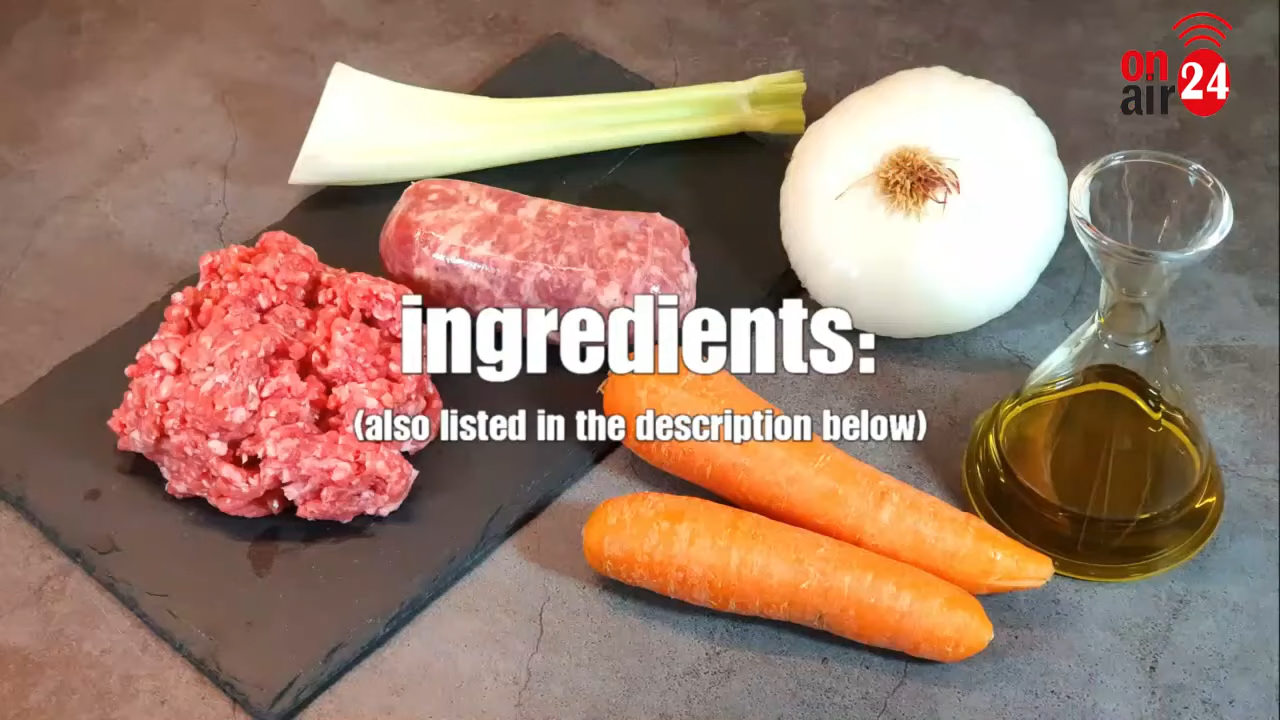 on
air 24
ingredients:
(also listed in the description below)